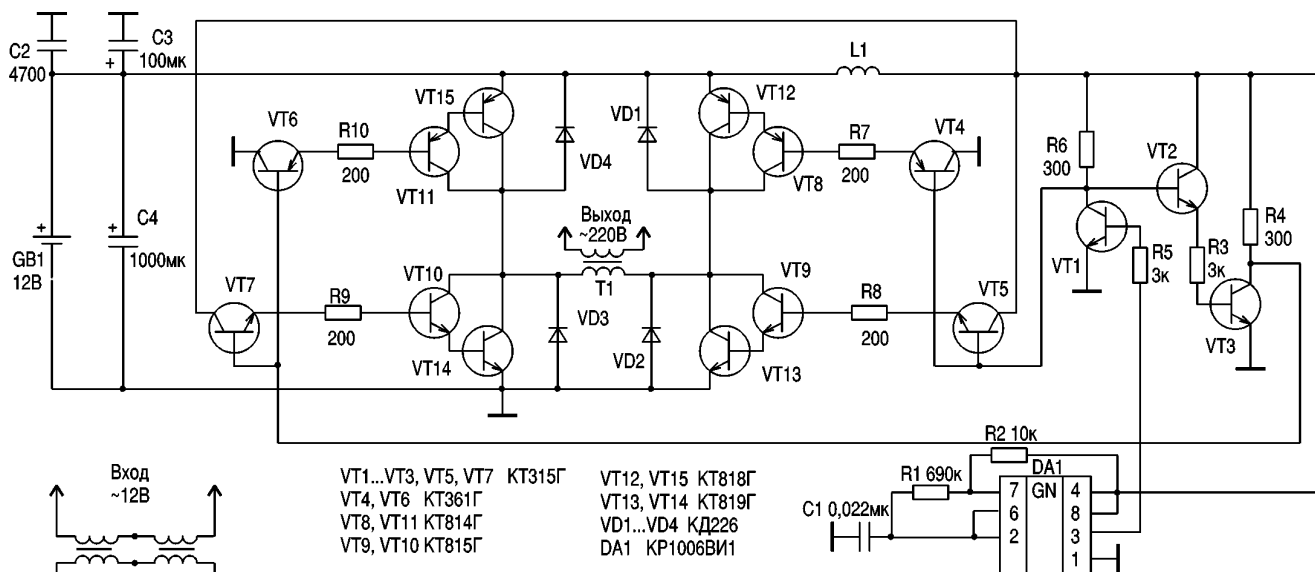 C2
4700
C3
100мк
+
L1
VT15
VT12
VT6
R10
200
VT11
VD4
VD1
VT8
R7
200
VT4
R6
300
VT2
R4
300
VT1
R5
3к
R3
3к
VT3
+
GB1
12В
+
C4
1000мк
Выход
~220В
T1
VT7
R9
200
VT10
VT14
VD3
VD2
VT9
VT13
R8
200
VT5
Вход
~12В
VT1...VT3, VT5, VT7 КТ315Г
VT4, VT6 КТ361Г
VT8, VT11 КТ814Г
VT9, VT10 КТ815Г
VT12, VT15 КТ818Г
VT13, VT14 КТ819Г
VD1...VD4 КД226
DA1 КР1006ВИ1
R2 10к
R1 690к
DA1
C1 0,022мк
7 GN 4
6 8
2 3
1